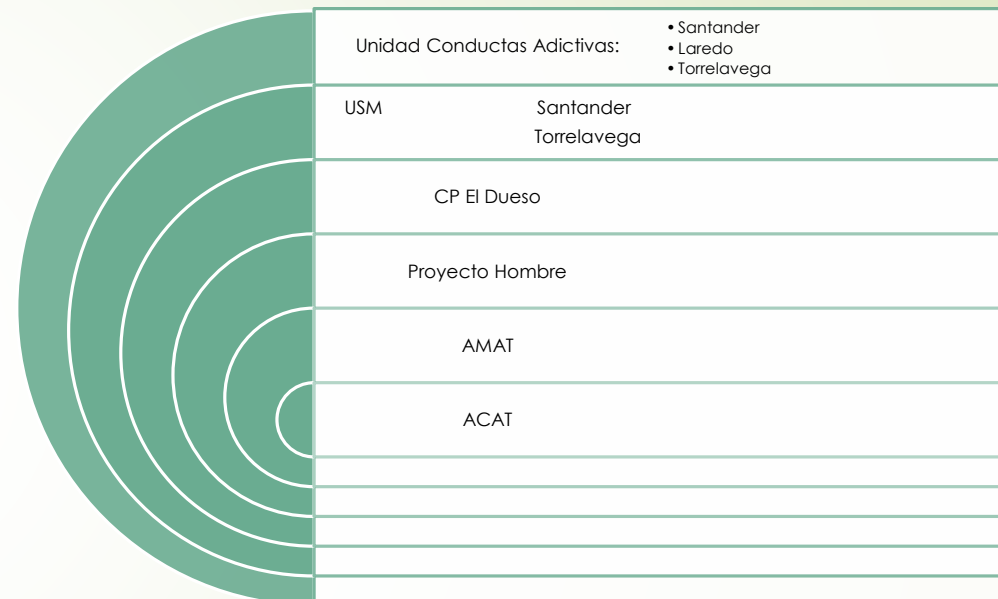 Unidad Conductas Adictivas:
• Santander
• Laredo
• Torrelavega
USM Santander
Torrelavega
CP El Dueso
Proyecto Hombre
AMAT
ACAT